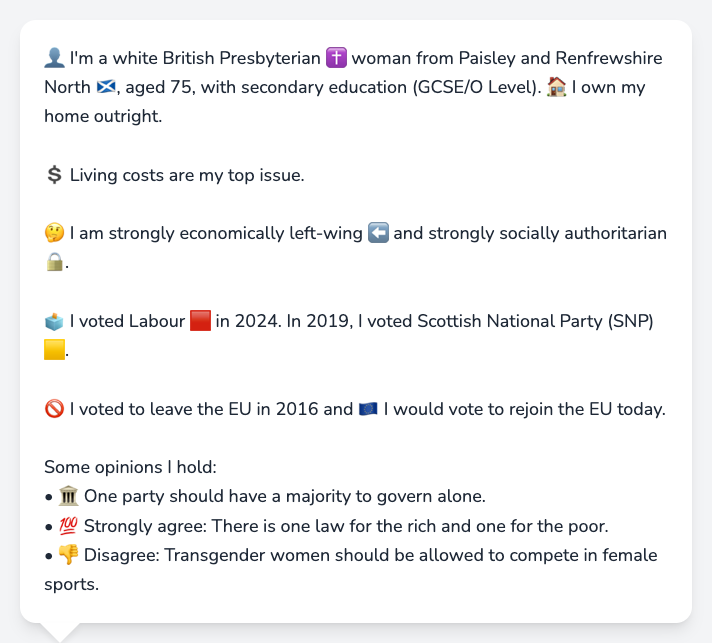 👤 I'm a white British Presbyterian ✝️ woman from Paisley and Renfrewshire
North 🏴󠁧󠁢󠁳󠁣󠁴󠁿, aged 75, with secondary education (GCSE/O Level). 🏠 I own my
home outright.
💲 Living costs are my top issue.
🤔 I am strongly economically left-wing ⬅️ and strongly socially authoritarian
🔒.
🗳️ I voted Labour 🟥 in 2024. In 2019, I voted Scottish National Party (SNP)
🟨.
🚫 I voted to leave the EU in 2016 and 🇪🇺 I would vote to rejoin the EU today.
Some opinions I hold:
• 🏛️ One party should have a majority to govern alone.
• 💯 Strongly agree: There is one law for the rich and one for the poor.
• 👎 Disagree: Transgender women should be allowed to compete in female
sports.